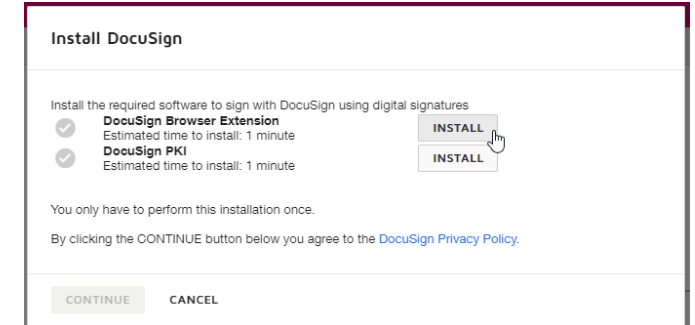 Install DocuSign
Install the required software to sign with DocuSign using digital signatures
DocuSign Browser Extension
Estimated time to install: 1 minute
INSTALL
DocuSign PKI
Estimated time to install: 1 minute
INSTALL
You only have to perform this installation once.
By clicking the CONTINUE button below you agree to the DocuSign Privacy Policy.
CONTINUE CANCEL